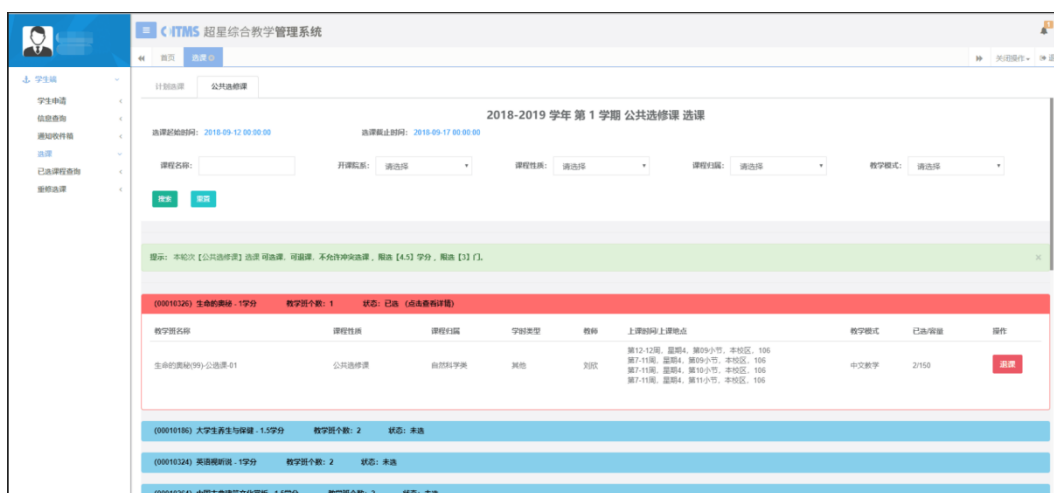 CHTMS 超星综合教学管理系统
首页 选课
关闭操作
学生端
学生申请
信息查询
通知收件箱
选课
已选课程查询
重修选课
计划选课 公共选修课
2018-2019 学年 第 1 学期 公共选修课 选课
选课起始时间: 2018-09-12 00:00:00 选课截止时间: 2018-09-17 00:00:00
课程名称: 开课院系: 请选择 课程性质: 请选择 课程归属: 请选择 教学模式: 请选择
搜索 重置
提示: 本轮次【公共选修课】选课 可选课, 可退课, 不允许冲突选课, 限选 [4.5] 学分, 限选 [3] 门。
(00010326) 生命的奥秘 - 1学分 教学班个数: 1 状态: 已选 (点击查看详情)
教学班名称 课程性质 课程归属 学时类型 教师 上课时间/上课地点 教学模式 已选/容量 操作
生命的奥秘(99)-公选课-01 公共选修课 自然科学类 其他 刘欣 中文教学 2/150 退课
第12-12周, 星期4, 第09小节, 本校区, 106
第7-11周, 星期4, 第09小节, 本校区, 106
第7-11周, 星期4, 第10小节, 本校区, 106
第7-11周, 星期4, 第11小节, 本校区, 106
(00010186) 大学生养生与保健 - 1.5学分 教学班个数: 2 状态: 未选
(00010324) 英语视听说 - 1学分 教学班个数: 2 状态: 未选